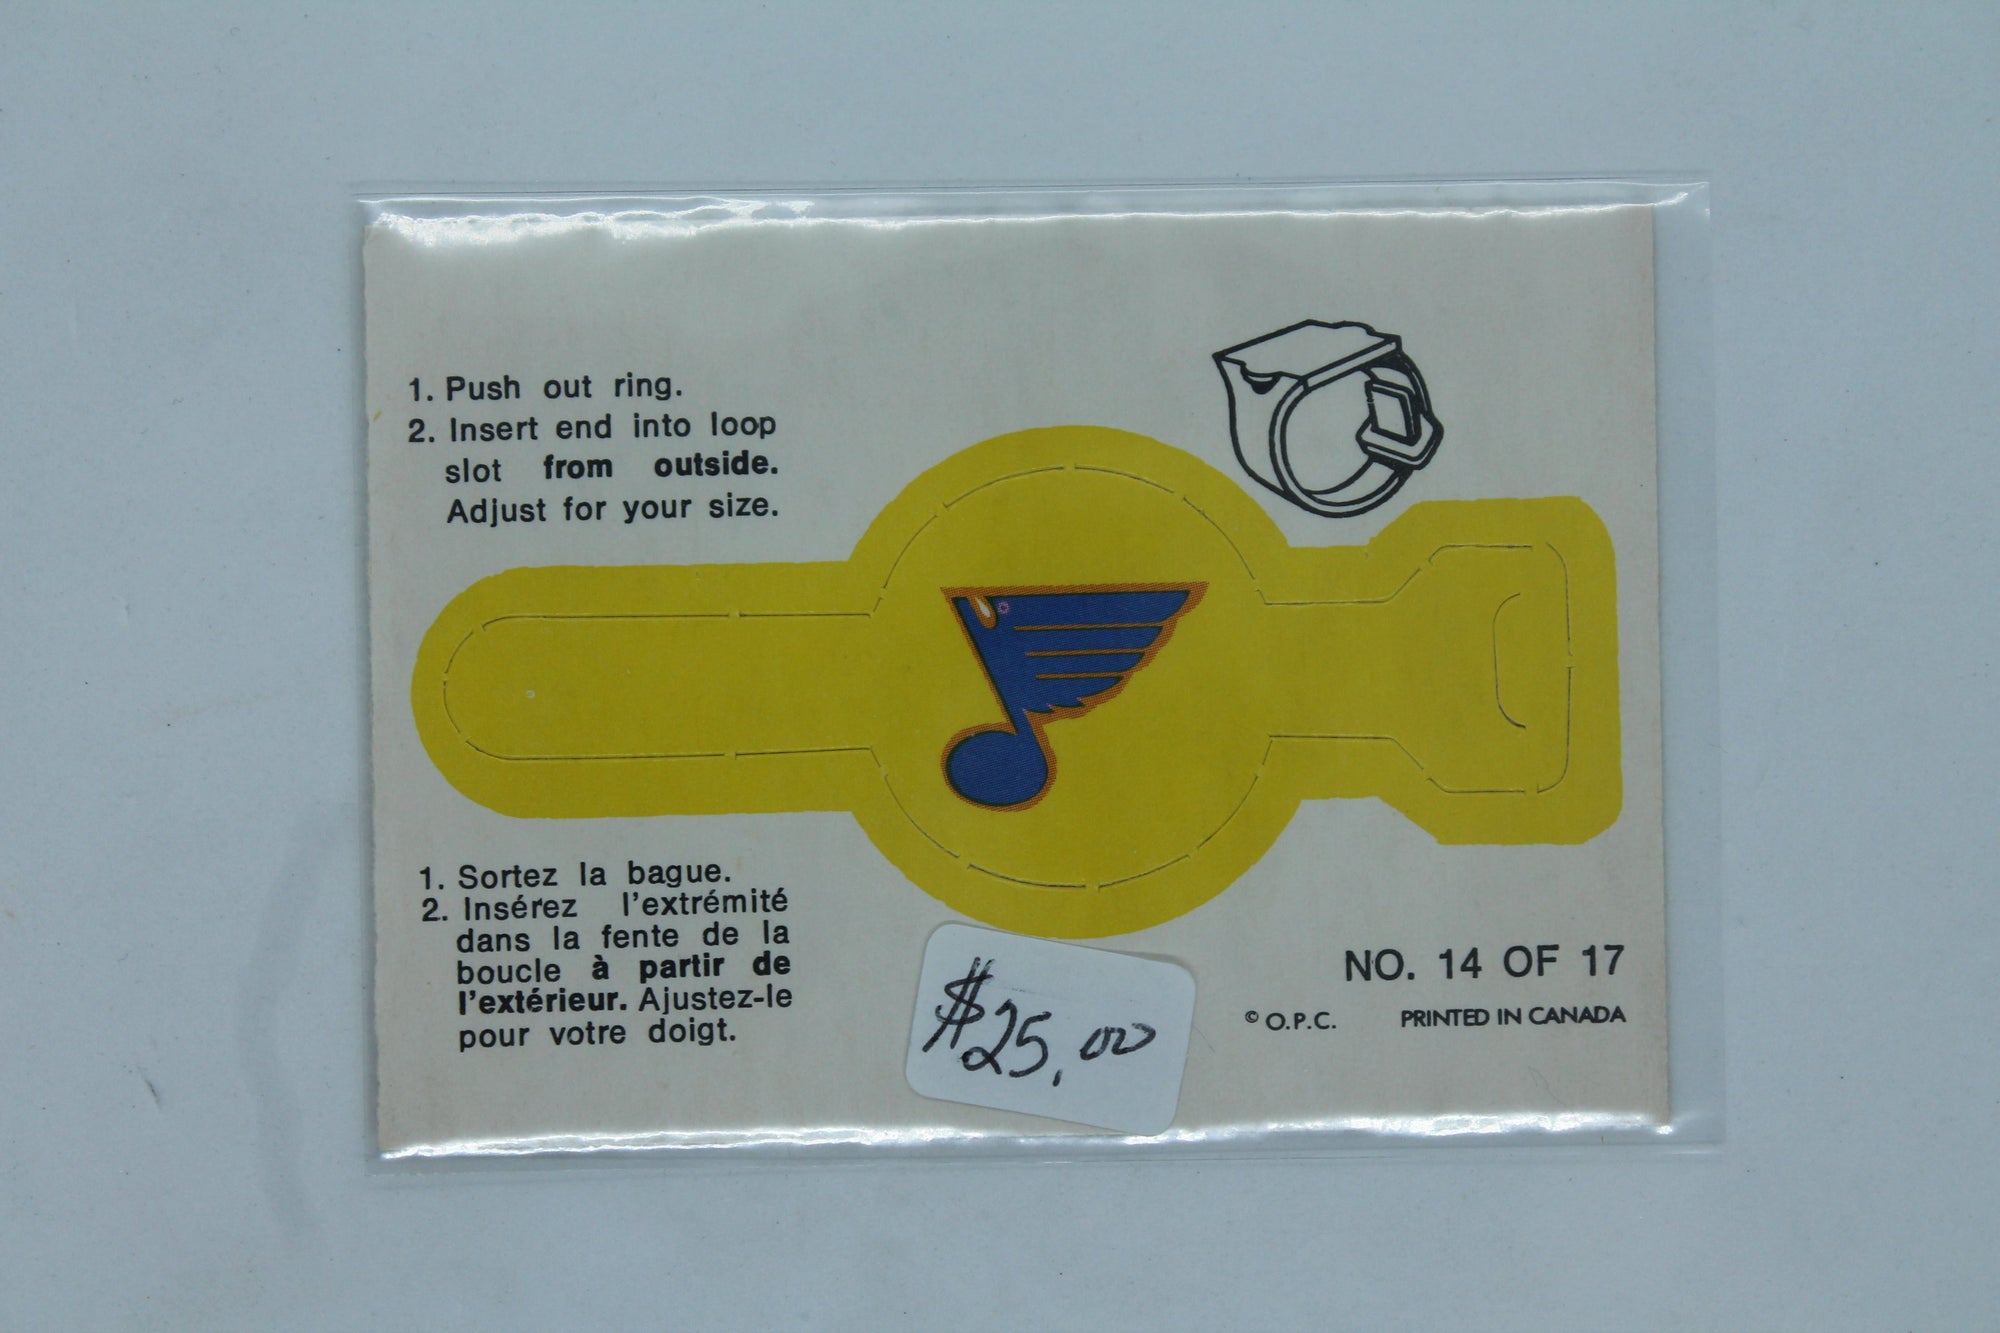 1. Push out ring.
2. Insert end into loop
slot from outside.
Adjust for your size.
1. Sortez la bague.
2. Insérez l'extrémité
dans la fente de la
boucle à partir de
l'extérieur. Ajustez-le
pour votre doigt.
$25.00
NO. 14 OF 17
© O.P.C. PRINTED IN CANADA